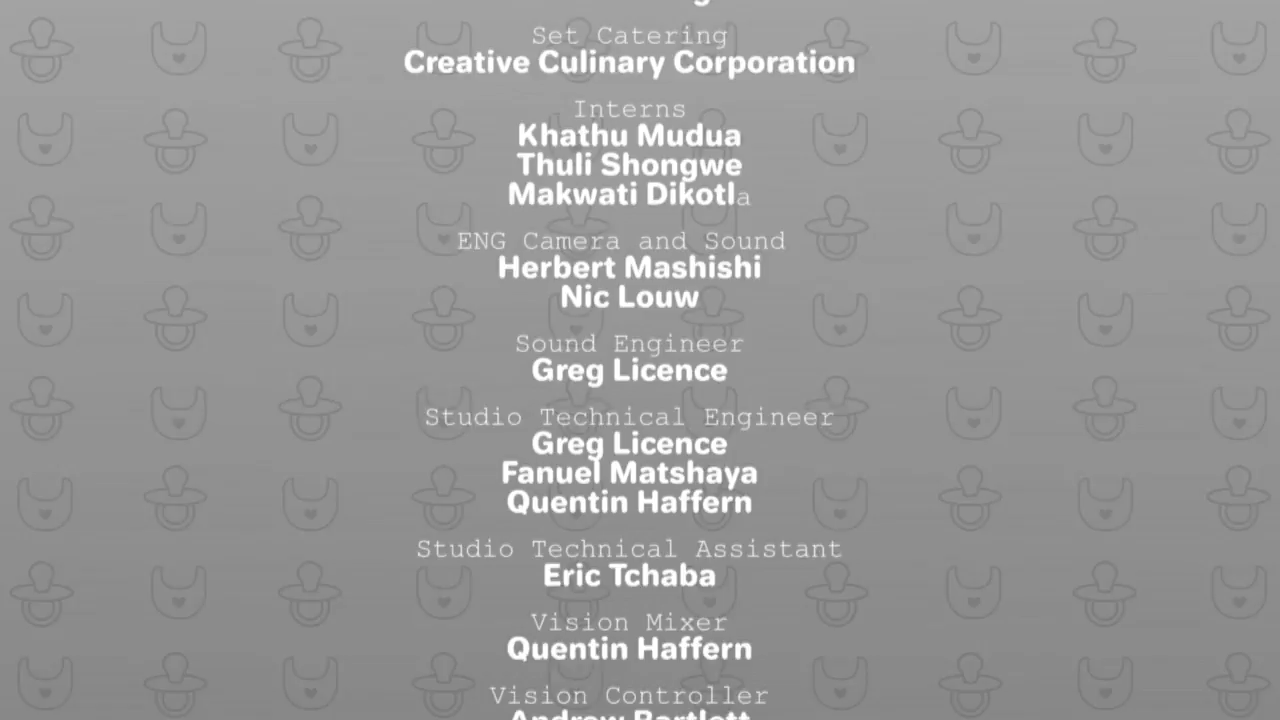 Set Catering
Creative Culinary Corporation
Interns
Khathu Mudua
Thuli Shongwe
Makwati Dikotla
ENG Camera and Sound
Herbert Mashishi
Nic Louw
Sound Engineer
Greg Licence
Studio Technical Engineer
Greg Licence
Fanuel Matshaya
Quentin Haffern
Studio Technical Assistant
Eric Tchaba
Vision Mixer
Quentin Haffern
Vision Controller
Andrew Bartlett